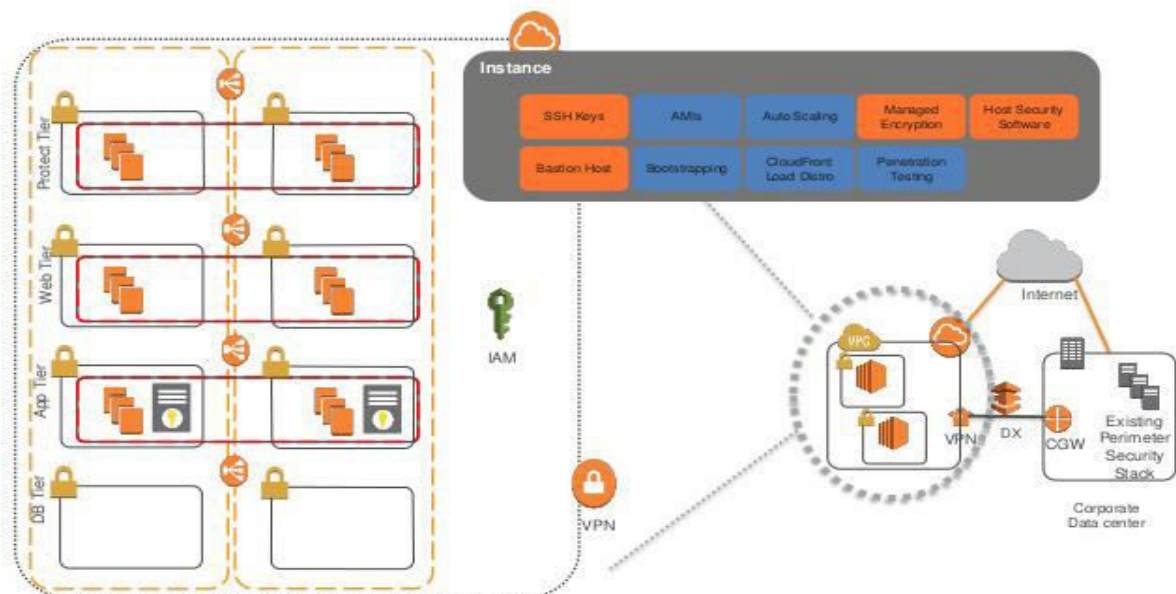 Instance
SSH Keys
AMIs
Auto Scaling
Managed
Encryption
Host Security
Software
Bastion Host
Bootstrapping
CloudFront
Load Distro
Penetration
Testing
Protect Tier
Web Tier
App Tier
DB Tier
IAM
VPN
Internet
VPC
VPN
DX
CGW
Existing
Perimeter
Security
Stack
Corporate
Data center